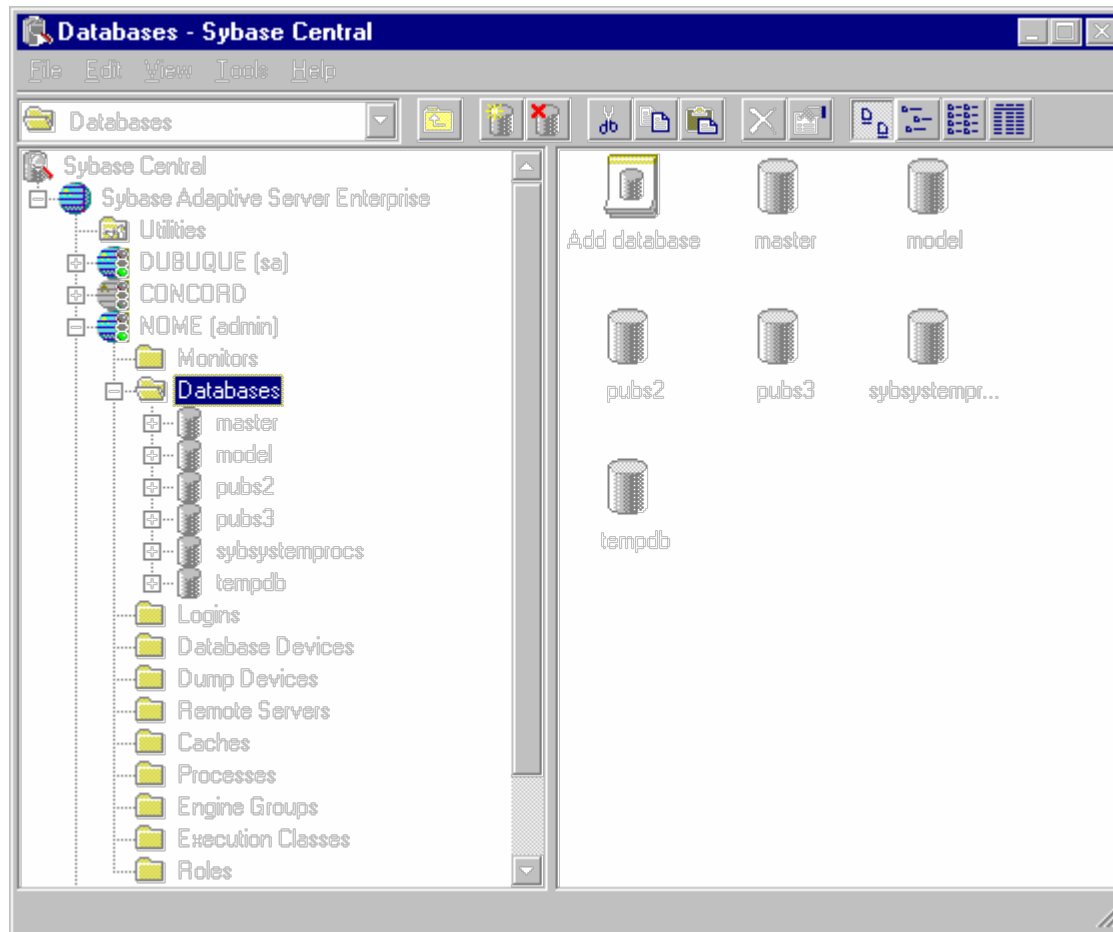 Databases - Sybase Central
File Edit View Tools Help
Databases
db
Sybase Central
Sybase Adaptive Server Enterprise
Utilities
DUBUQUE (sa)
CONCORD
NOME (admin)
Monitors
Databases
master
model
pubs2
pubs3
sybsystemprocs
tempdb
Logins
Database Devices
Dump Devices
Remote Servers
Caches
Processes
Engine Groups
Execution Classes
Roles
Add database master model
pubs2 pubs3 sybsystempr...
tempdb